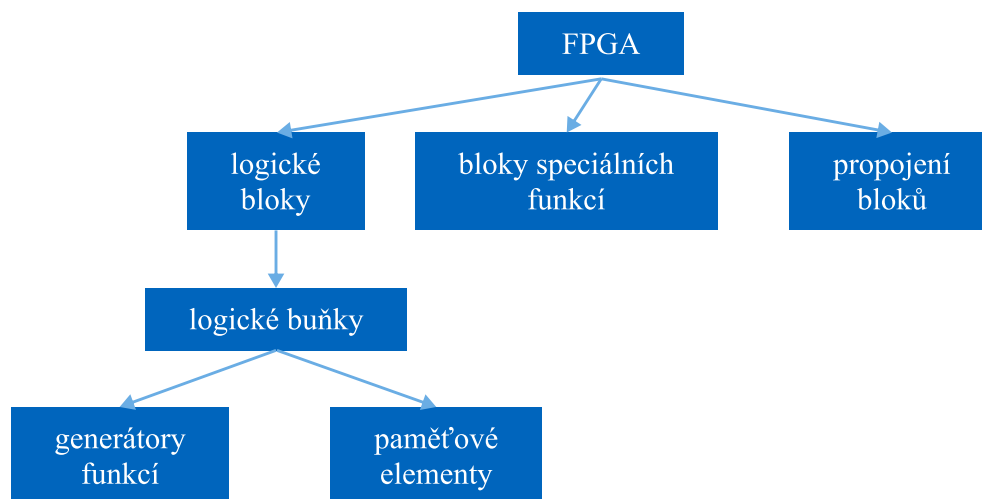 FPGA
logické
bloky
bloky speciálních
funkcí
propojení
bloků
logické buňky
generátory
funkcí
paměťové
elementy